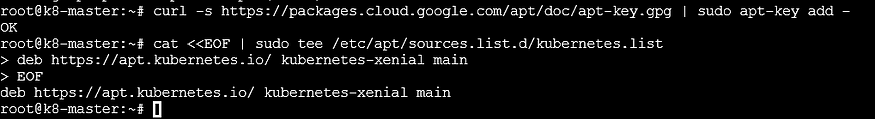 root@k8-master:~# curl -s https://packages.cloud.google.com/apt/doc/apt-key.gpg | sudo apt-key add -
OK
root@k8-master:~# cat <<EOF | sudo tee /etc/apt/sources.list.d/kubernetes.list
> deb https://apt.kubernetes.io/ kubernetes-xenial main
> EOF
deb https://apt.kubernetes.io/ kubernetes-xenial main
root@k8-master:~#